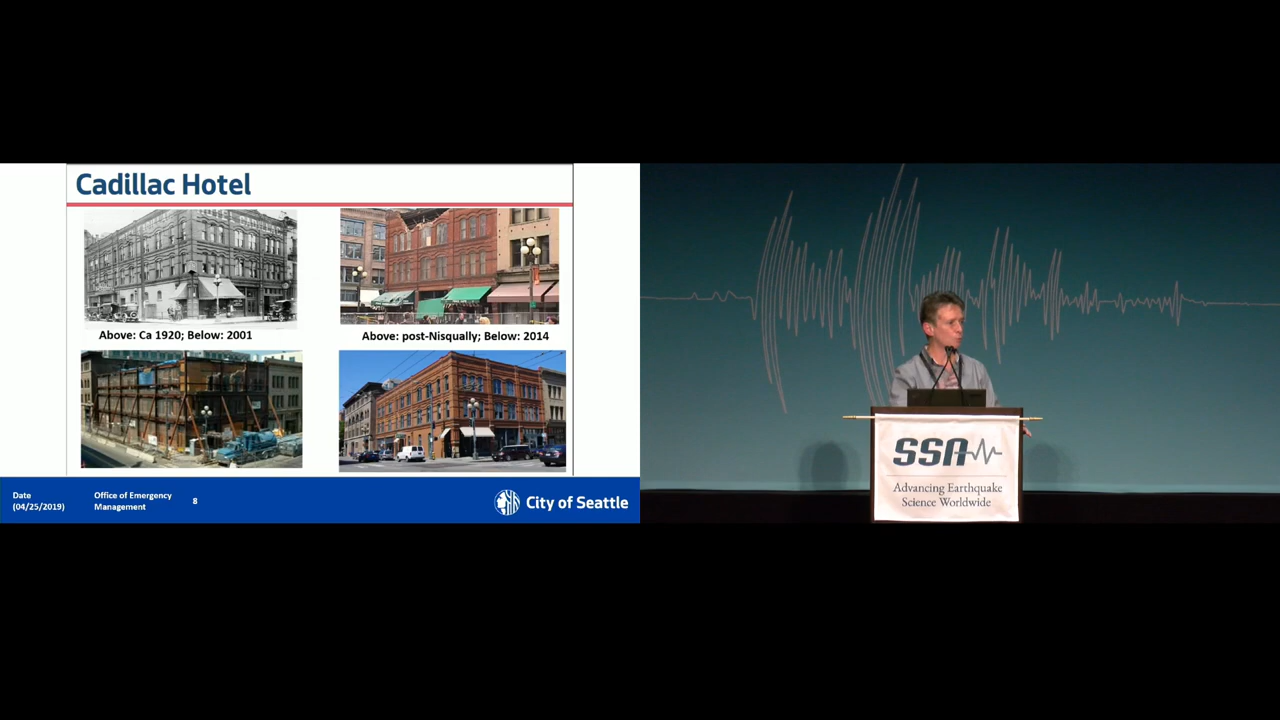 Cadillac Hotel
Above: Ca 1920; Below: 2001
Above: post-Nisqually; Below: 2014
Date
(04/25/2019)
Office of Emergency
Management
8
City of Seattle
SSA
Advancing Earthquake
Science Worldwide